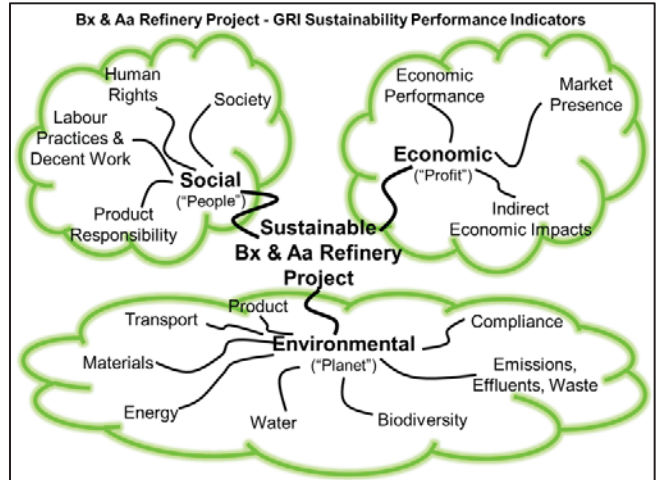 Bx & Aa Refinery Project - GRI Sustainability Performance Indicators
Human
Rights
Society
Labour
Practices &
Decent Work
Social
("People")
Product
Responsibility
Economic
Performance
Market
Presence
Economic
("Profit")
Indirect
Economic Impacts
Sustainable
Bx & Aa Refinery
Project
Product
Transport
Compliance
Environmental
("Planet")
Materials
Emissions,
Effluents, Waste
Energy
Water
Biodiversity